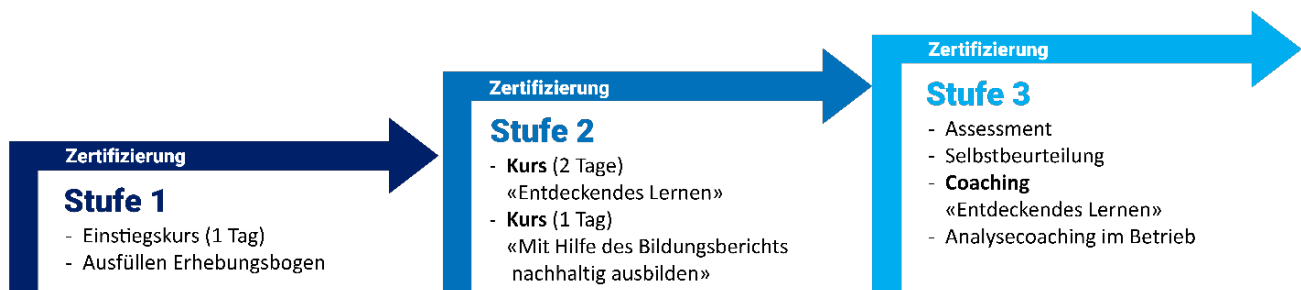 Zertifizierung
Stufe 1
- Einstiegskurs (1 Tag)
- Ausfüllen Erhebungsbogen
Zertifizierung
Stufe 2
- Kurs (2 Tage)
«Entdeckendes Lernen»
- Kurs (1 Tag)
«Mit Hilfe des Bildungsberichts
nachhaltig ausbilden»
Zertifizierung
Stufe 3
- Assessment
- Selbstbeurteilung
- Coaching
«Entdeckendes Lernen»
- Analysecoaching im Betrieb